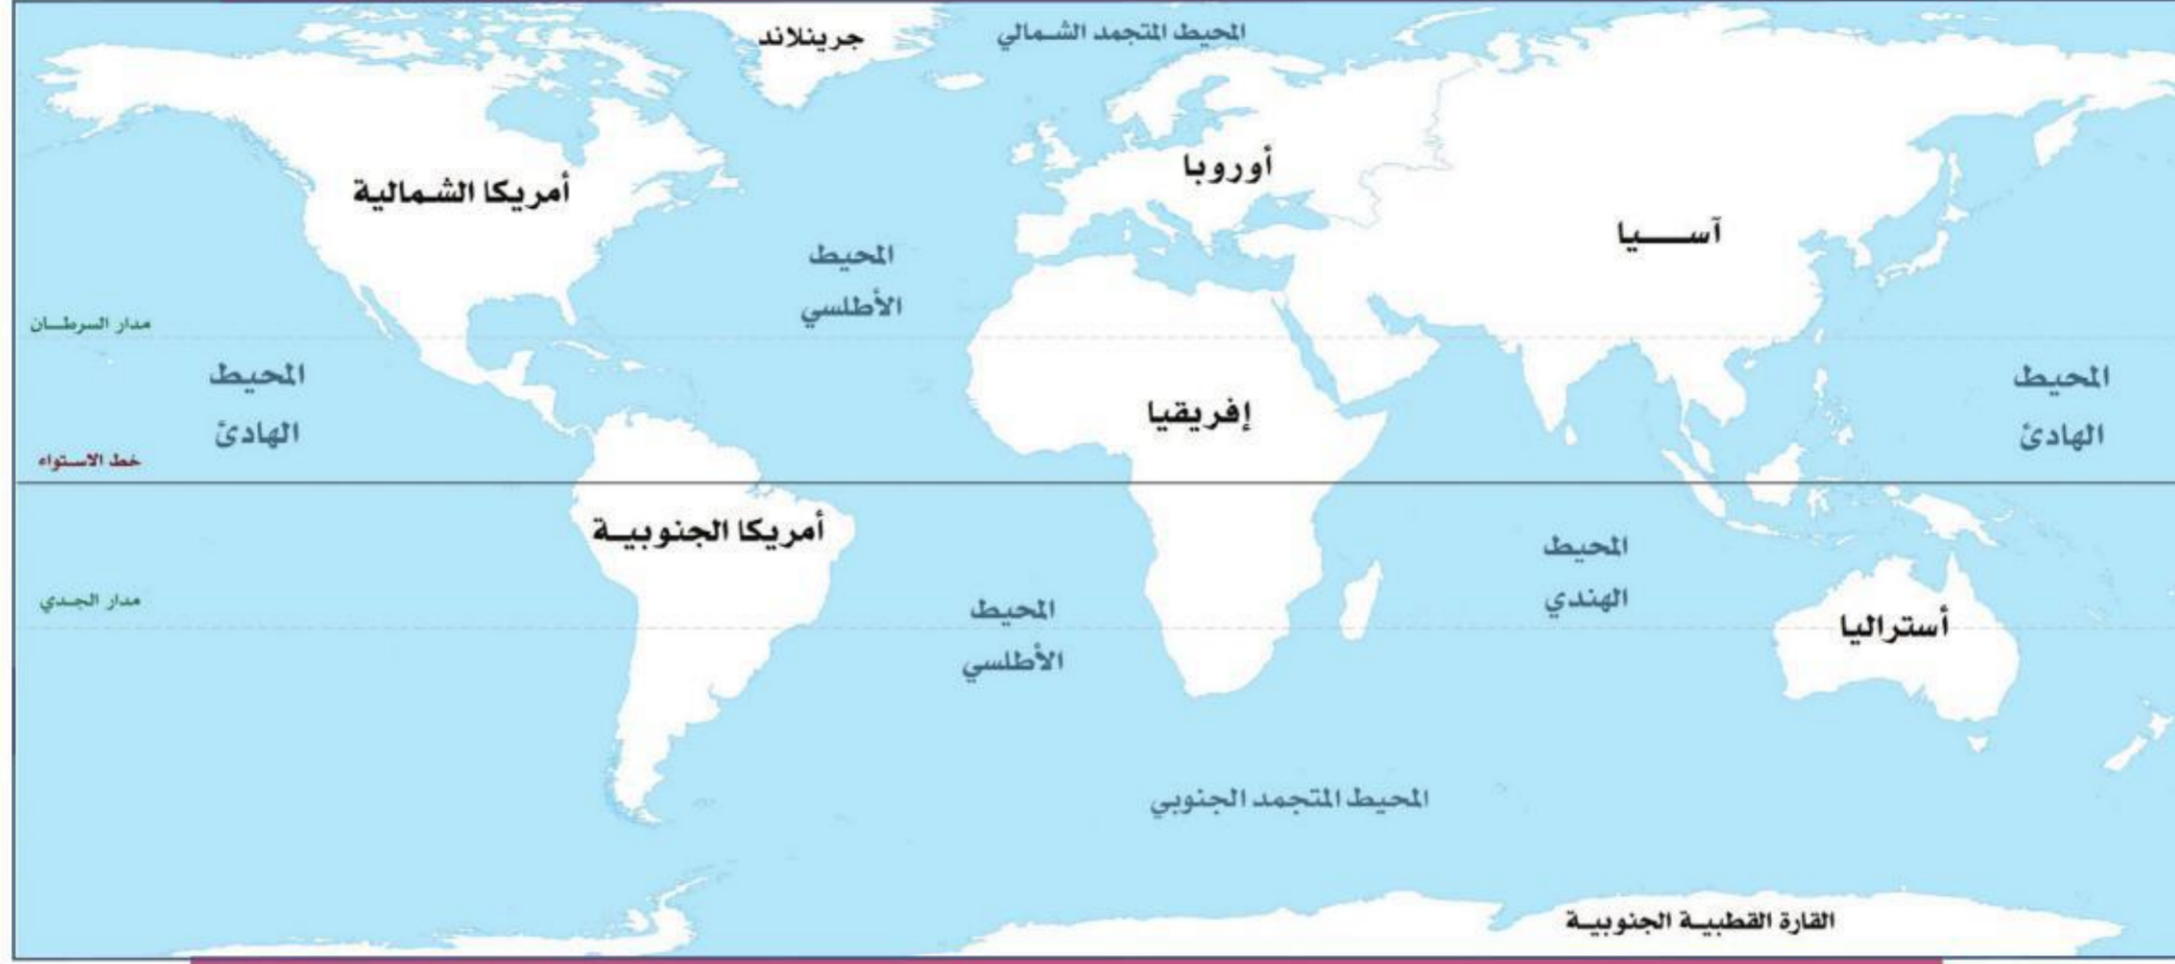 جرينلاند
المحيط المتجمد الشمالي
أوروبا
أمريكا الشمالية
آسيا
المحيط
الأطلسي
مدار السرطان
المحيط
الهادئ
المحيط
الهادئ
إفريقيا
خط الاستواء
أمريكا الجنوبية
المحيط
الهندي
مدار الجدي
المحيط
الأطلسي
أستراليا
المحيط المتجمد الجنوبي
القارة القطبية الجنوبية